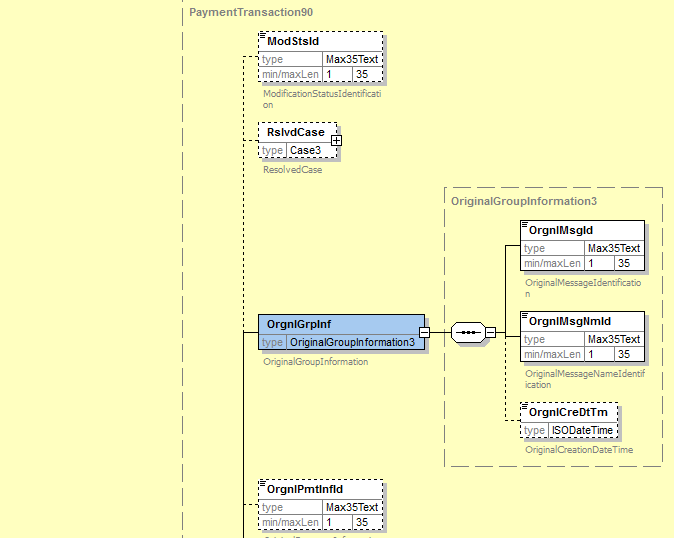 PaymentTransaction90
ModStsId
type Max35Text
min/maxLen 1 35
ModificationStatusIdentificat
on
RslvdCase
type Case3
ResolvedCase
OriginalGroupInformation3
OrgnlMsgId
type Max35Text
min/maxLen 1 35
OriginalMessageIdentificatio
n
OrgnlGrpInf
type OriginalGroupInformation3
OriginalGroupInformation
OrgnlMsgNmId
type Max35Text
min/maxLen 1 35
OriginalMessageNameIdentif
ication
OrgnlCreDtTm
type ISODateTime
OriginalCreationDateTime
OrgnlPmtInfId
type Max35Text
min/maxLen 1 35